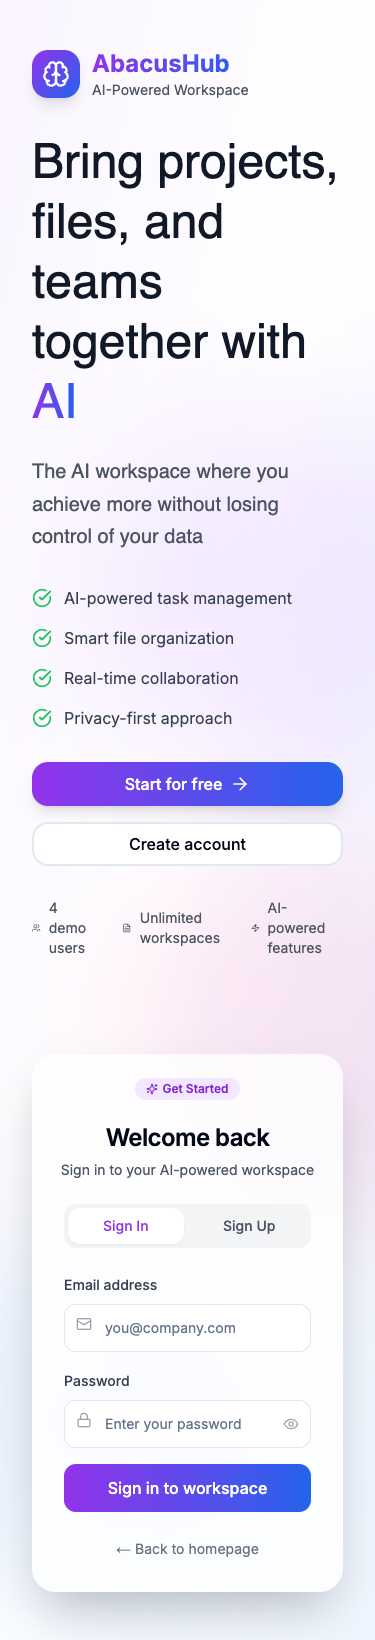 AbacusHub
AI-Powered Workspace
Bring projects,
files, and
teams
together with
AI
The AI workspace where you
achieve more without losing
control of your data
AI-powered task management
Smart file organization
Real-time collaboration
Privacy-first approach
Start for free →
Create account
4
demo
users
Unlimited
workspaces
AI-
powered
features
Get Started
Welcome back
Sign in to your AI-powered workspace
Sign In
Sign Up
Email address
you@company.com
Password
Enter your password
Sign in to workspace
← Back to homepage